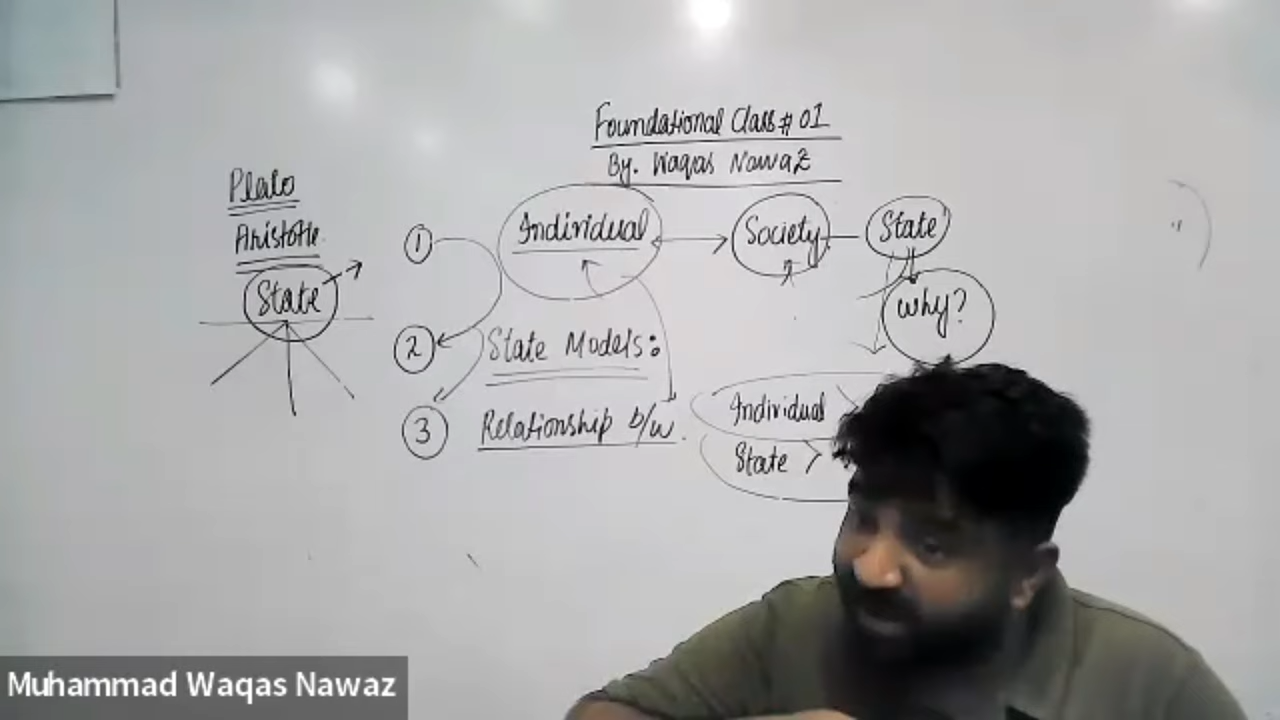 Foundational Class # 01
By. Waqas Nawaz
Plato
Aristotle.
State
1 Individual Society State
Why?
2 State Models:
3 Relationship b/w.
Individual >
State >
Muhammad Waqas Nawaz